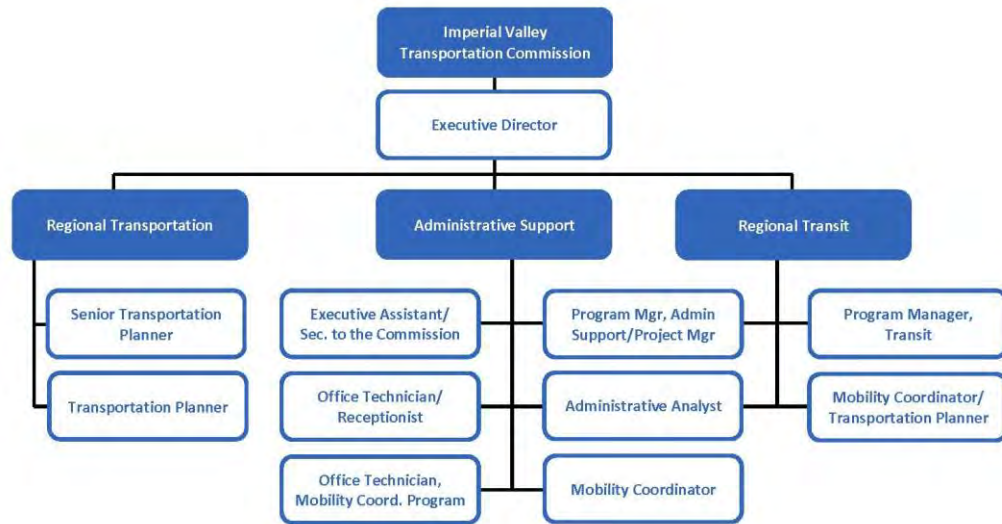 Imperial Valley
Transportation Commission
Executive Director
Regional Transportation
Administrative Support
Regional Transit
Senior Transportation
Planner
Executive Assistant/
Sec. to the Commission
Program Mgr, Admin
Support/Project Mgr
Program Manager,
Transit
Transportation Planner
Office Technician/
Receptionist
Administrative Analyst
Mobility Coordinator/
Transportation Planner
Office Technician,
Mobility Coord. Program
Mobility Coordinator